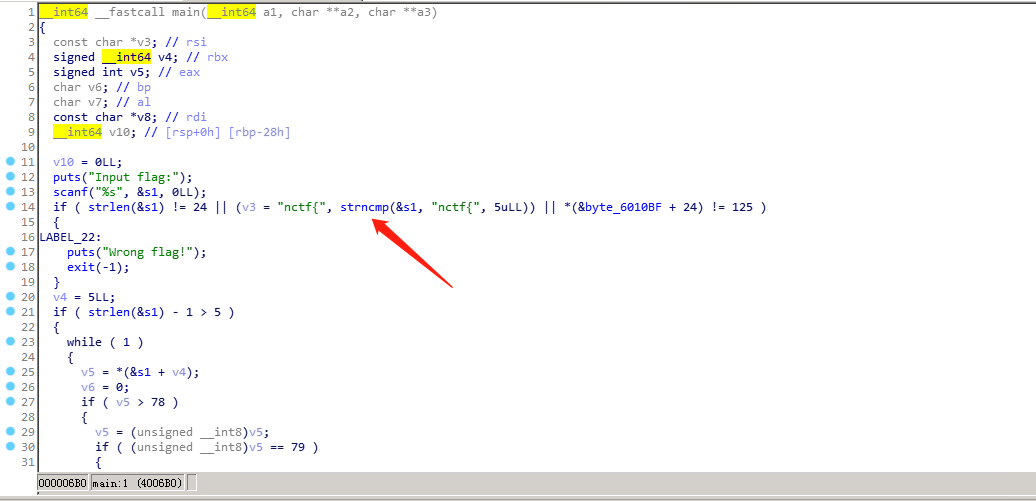 1 __int64 __fastcall main(__int64 a1, char **a2, char **a3)
2 {
3 const char *v3; // rsi
4 signed __int64 v4; // rbx
5 signed int v5; // eax
6 char v6; // bp
7 char v7; // al
8 const char *v8; // rdi
9 __int64 v10; // [rsp+0h] [rbp-28h]
10
11 v10 = 0LL;
12 puts("Input flag:");
13 scanf("%s", &s1, 0LL);
14 if ( strlen(&s1) != 24 || (v3 = "nctf{", strncmp(&s1, "nctf{", 5uLL)) || *(&byte_6010BF + 24) != 125 )
15 {
16 LABEL_22:
17 puts("Wrong flag!");
18 exit(-1);
19 }
20 v4 = 5LL;
21 if ( strlen(&s1) - 1 > 5 )
22 {
23 while ( 1 )
24 {
25 v5 = *(&s1 + v4);
26 v6 = 0;
27 if ( v5 > 78 )
28 {
29 v5 = (unsigned __int8)v5;
30 if ( (unsigned __int8)v5 == 79 )
31 {
000006B0 main:1 (4006B0)